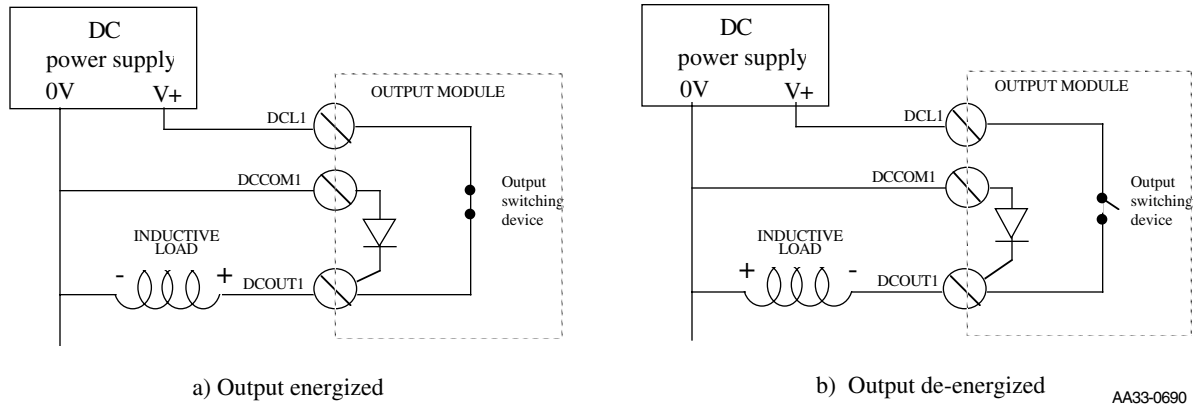 DC
power supply
0V V+
OUTPUT MODULE
DCL1
DCCOM1
Output
switching
device
INDUCTIVE
LOAD
- +
DCOUT1
a) Output energized
DC
power supply
0V V+
OUTPUT MODULE
DCL1
DCCOM1
Output
switching
device
INDUCTIVE
LOAD
+ -
DCOUT1
b) Output de-energized
AA33-0690